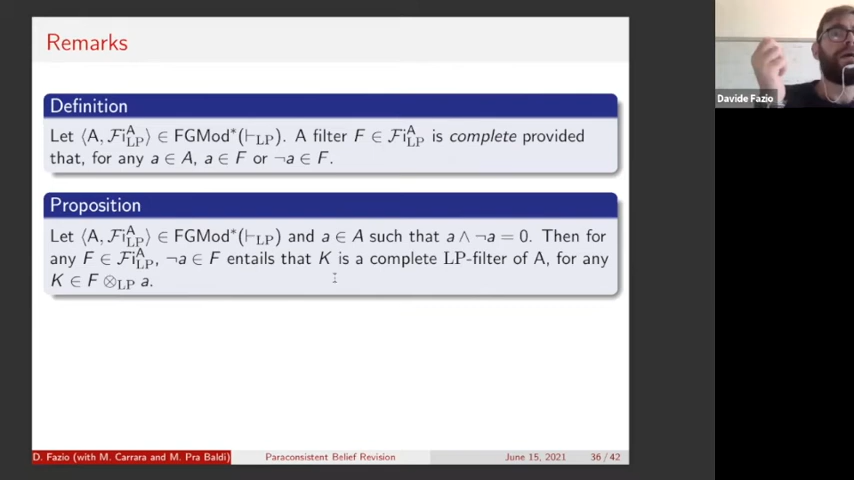 Remarks
Definition
Let ⟨A, 𝓕i^A_LP⟩ ∈ FGMod*(⊢_LP). A filter F ∈ 𝓕i^A_LP is complete provided
that, for any a ∈ A, a ∈ F or ¬a ∈ F.
Proposition
Let ⟨A, 𝓕i^A_LP⟩ ∈ FGMod*(⊢_LP) and a ∈ A such that a ∧ ¬a = 0. Then for
any F ∈ 𝓕i^A_LP, ¬a ∈ F entails that K is a complete LP-filter of A, for any
K ∈ F ⊗_LP a.
D. Fazio (with M. Carrara and M. Pra Baldi) Paraconsistent Belief Revision June 15, 2021 36 / 42
Davide Fazio